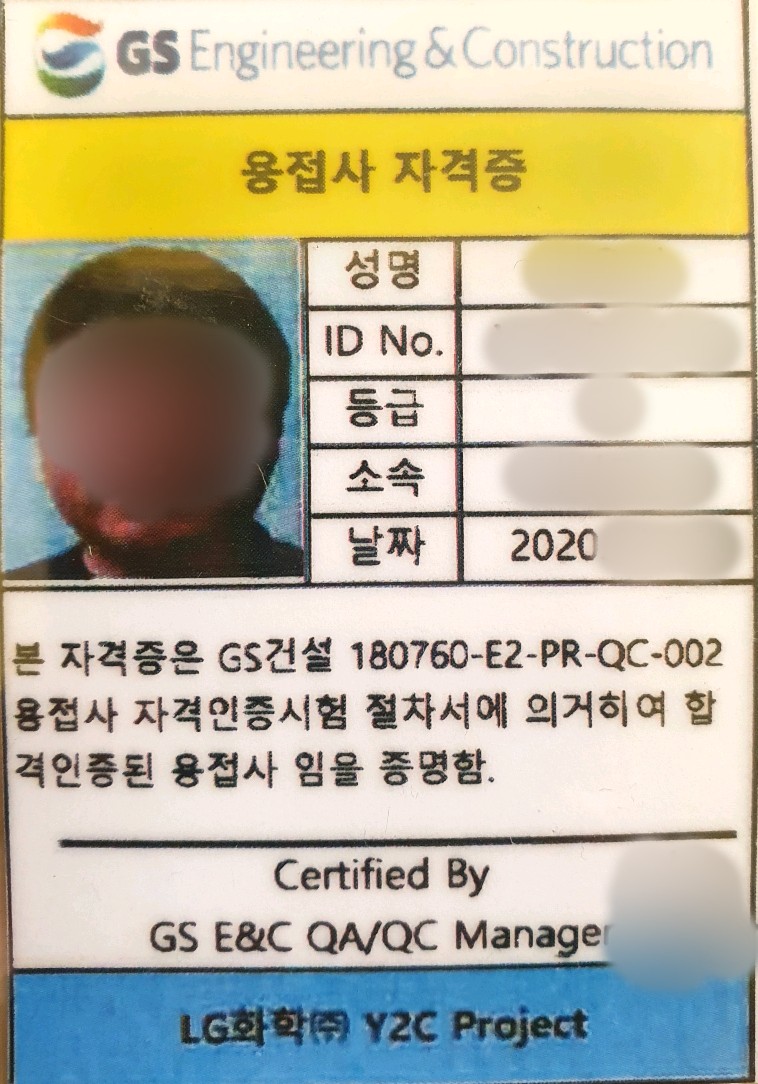 GS Engineering & Construction
용접사 자격증
성명
ID No.
등급
소속
날짜 2020
본 자격증은 GS건설 180760-E2-PR-QC-002
용접사 자격인증시험 절차서에 의거히여 합
격인증된 용접사 임을 증명함.
Certified By
GS E&C QA/QC Manager
LG화학㈜ Y2C Project